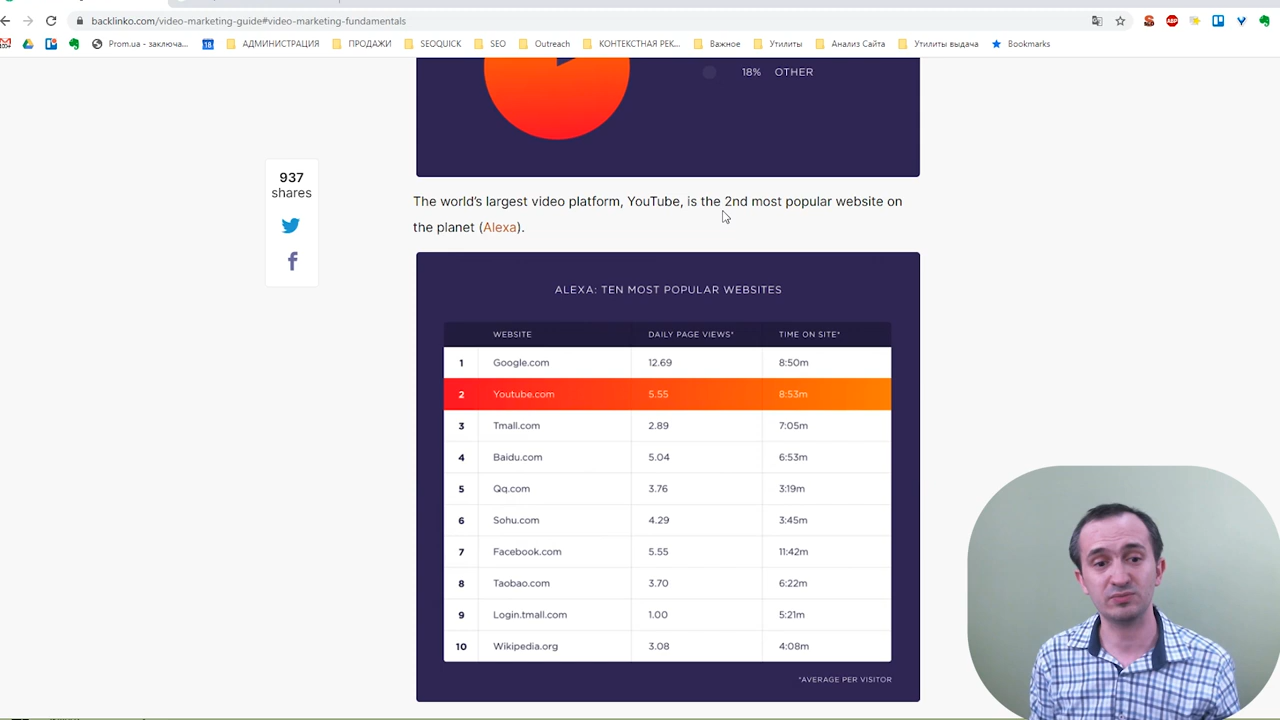 backlinko.com/video-marketing-guide#video-marketing-fundamentals
Prom.ua - заключа...
18
АДМИНИСТРАЦИЯ
ПРОДАЖИ
SEOQUICK
SEO
Outreach
КОНТЕКСТНАЯ РЕК...
Важное
Утилиты
Анализ Сайта
Утилиты выдача
Bookmarks
ABP
18% OTHER
937
shares
The world's largest video platform, YouTube, is the 2nd most popular website on
the planet (Alexa).
ALEXA: TEN MOST POPULAR WEBSITES
WEBSITE DAILY PAGE VIEWS* TIME ON SITE*
1 Google.com 12.69 8:50m
2 Youtube.com 5.55 8:53m
3 Tmall.com 2.89 7:05m
4 Baidu.com 5.04 6:53m
5 Qq.com 3.76 3:19m
6 Sohu.com 4.29 3:45m
7 Facebook.com 5.55 11:42m
8 Taobao.com 3.70 6:22m
9 Login.tmall.com 1.00 5:21m
10 Wikipedia.org 3.08 4:08m
*AVERAGE PER VISITOR